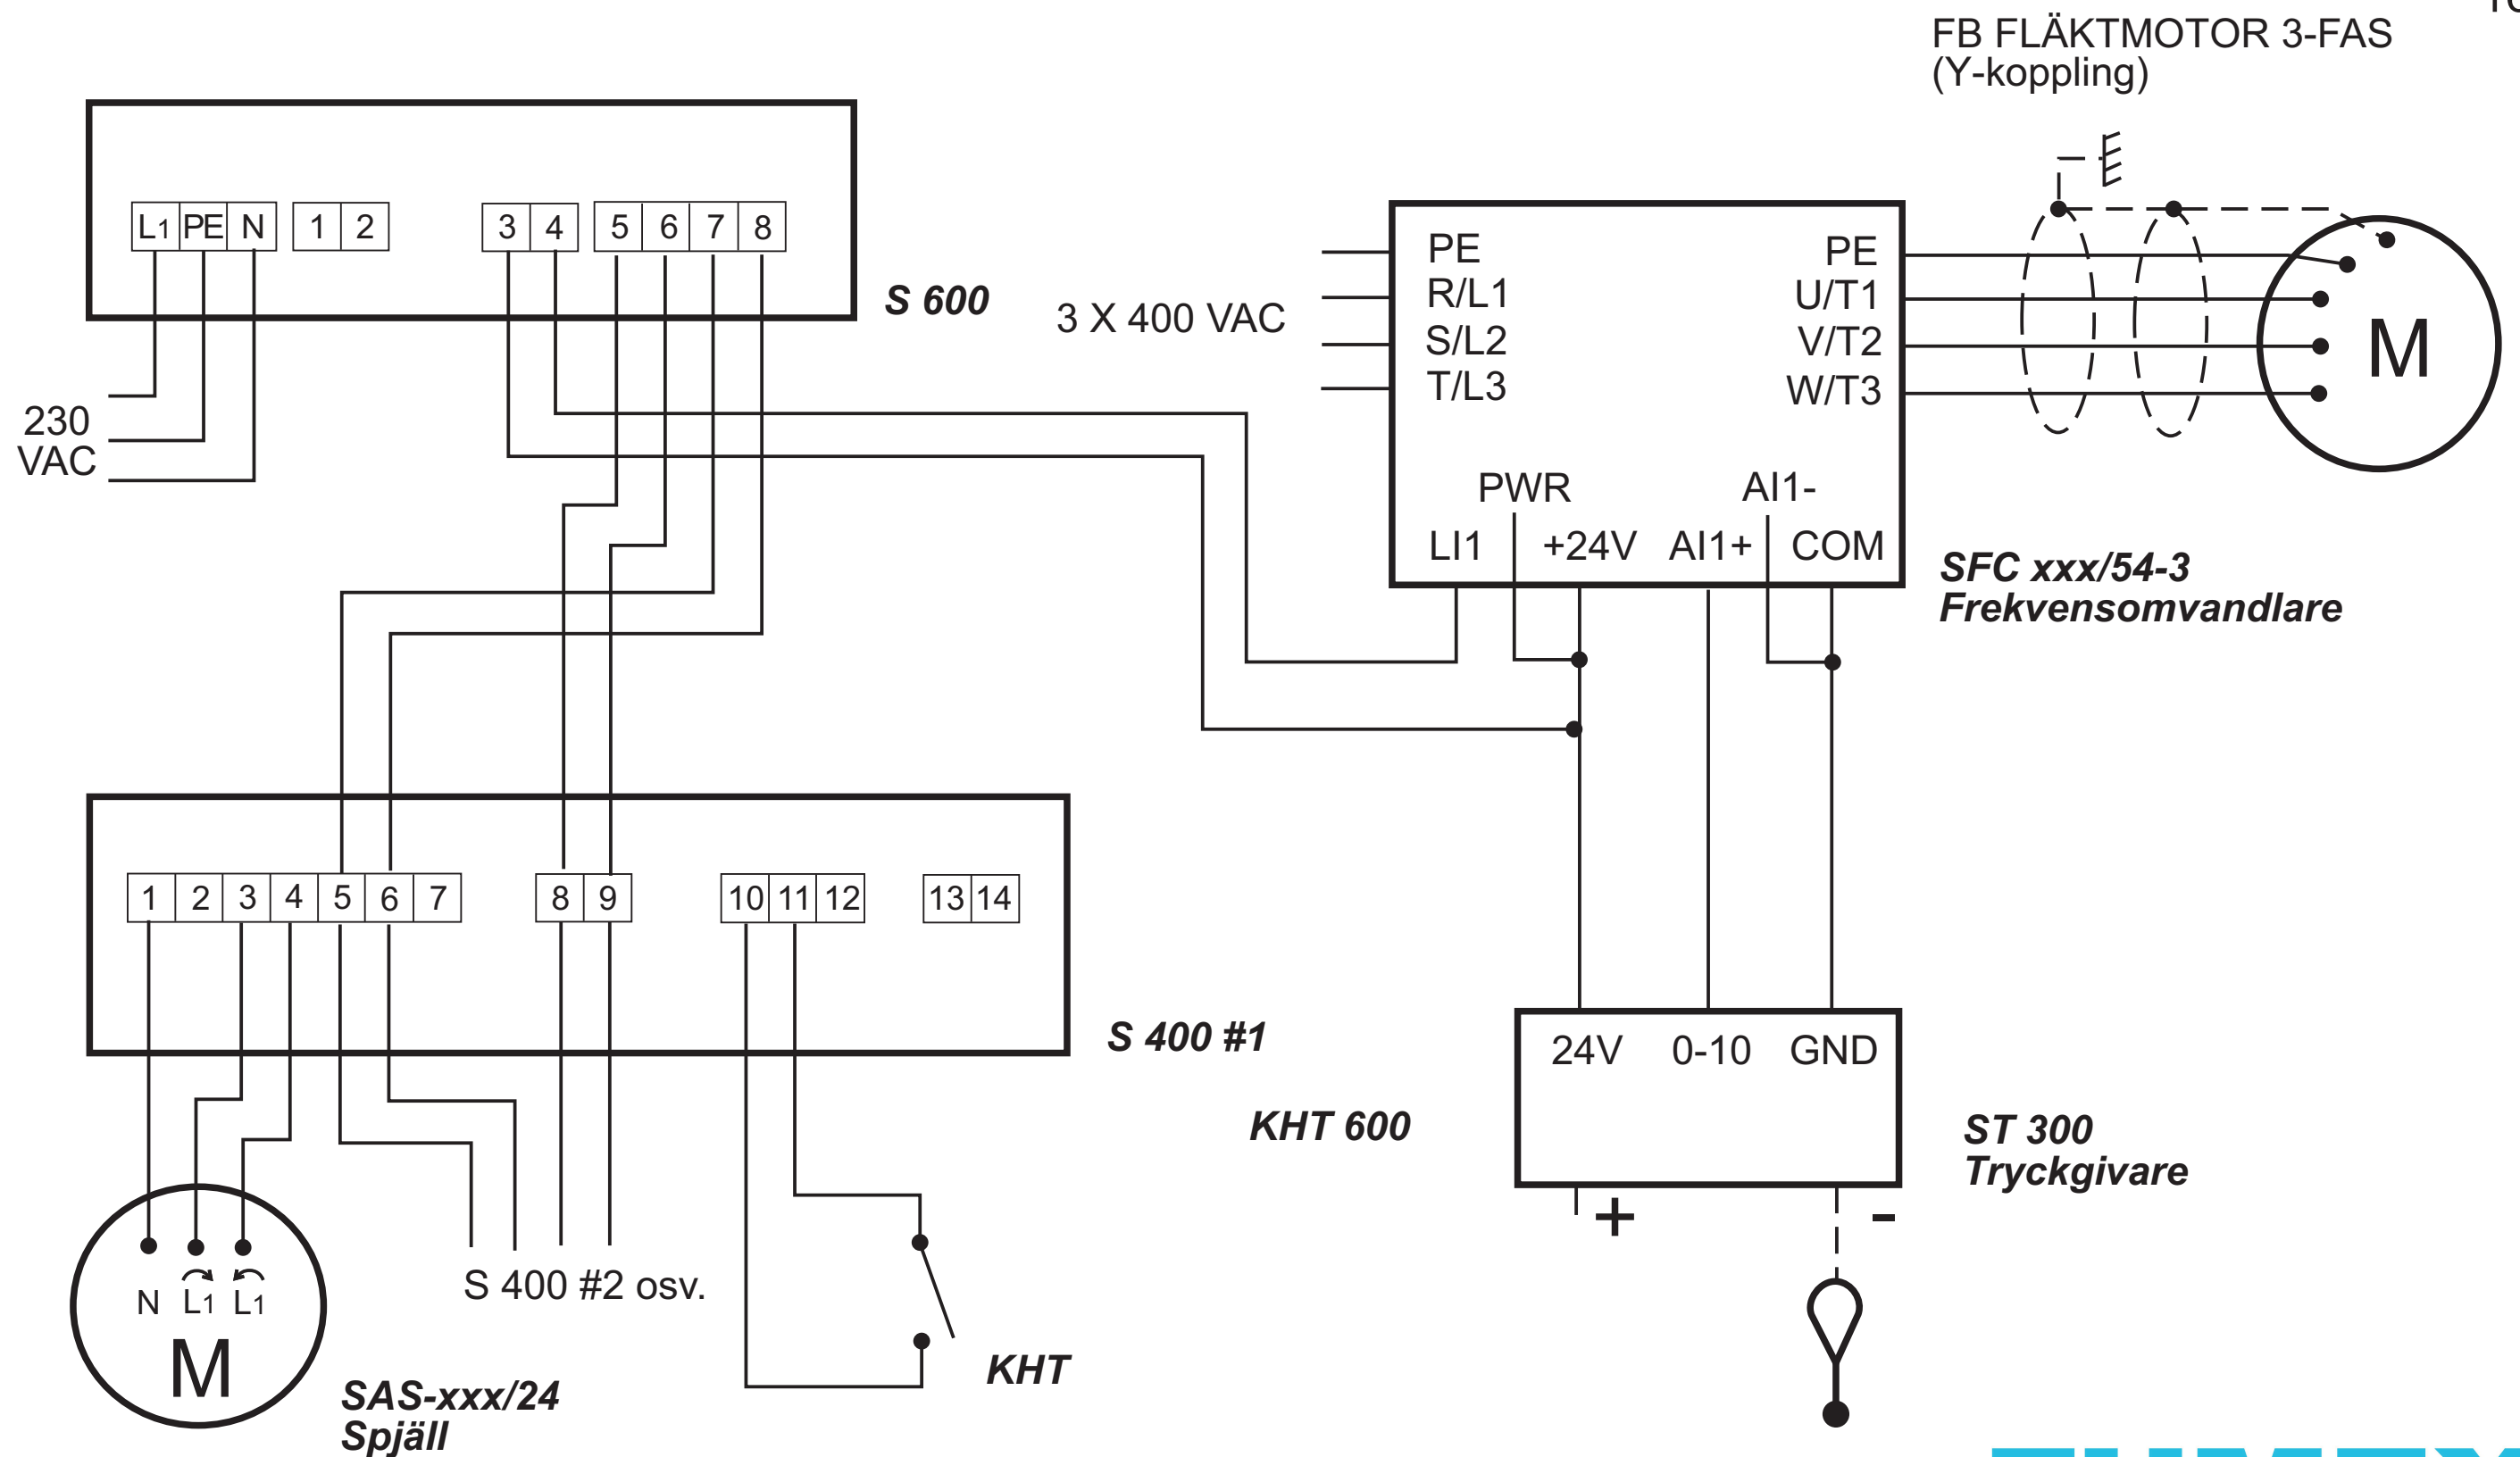 FB FLÄKTMOTOR 3-FAS
(Y-koppling)
L1 PE N 1 2 3 4 5 6 7 8
S 600
230
VAC
3 X 400 VAC
PE
R/L1
S/L2
T/L3
PE
U/T1
V/T2
W/T3
M
PWR AI1-
LI1 +24V AI1+ COM
SFC xxx/54-3
Frekvensomvandlare
1 2 3 4 5 6 7 8 9 10 11 12 13 14
S 400 #1
24V 0-10 GND
KHT 600
ST 300
Tryckgivare
+ -
N L1 L1
M
S 400 #2 osv.
KHT
SAS-xxx/24
Spjäll